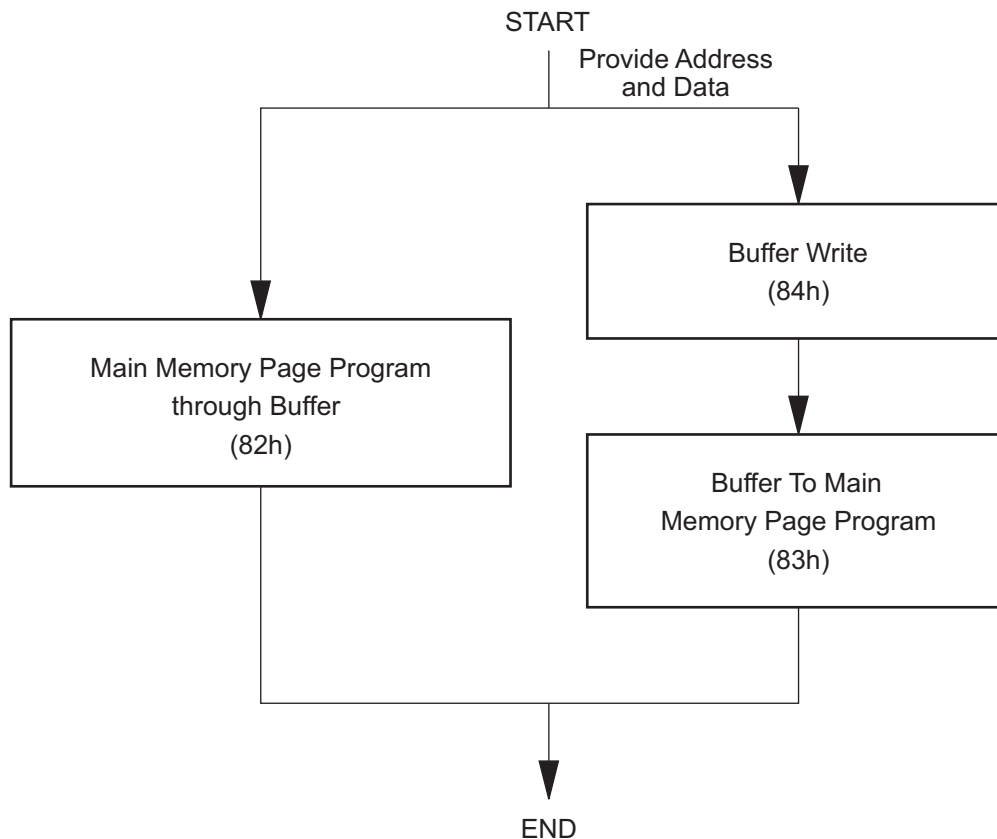 START
Provide Address
and Data
Buffer Write
(84h)
Main Memory Page Program
through Buffer
(82h)
Buffer To Main
Memory Page Program
(83h)
END